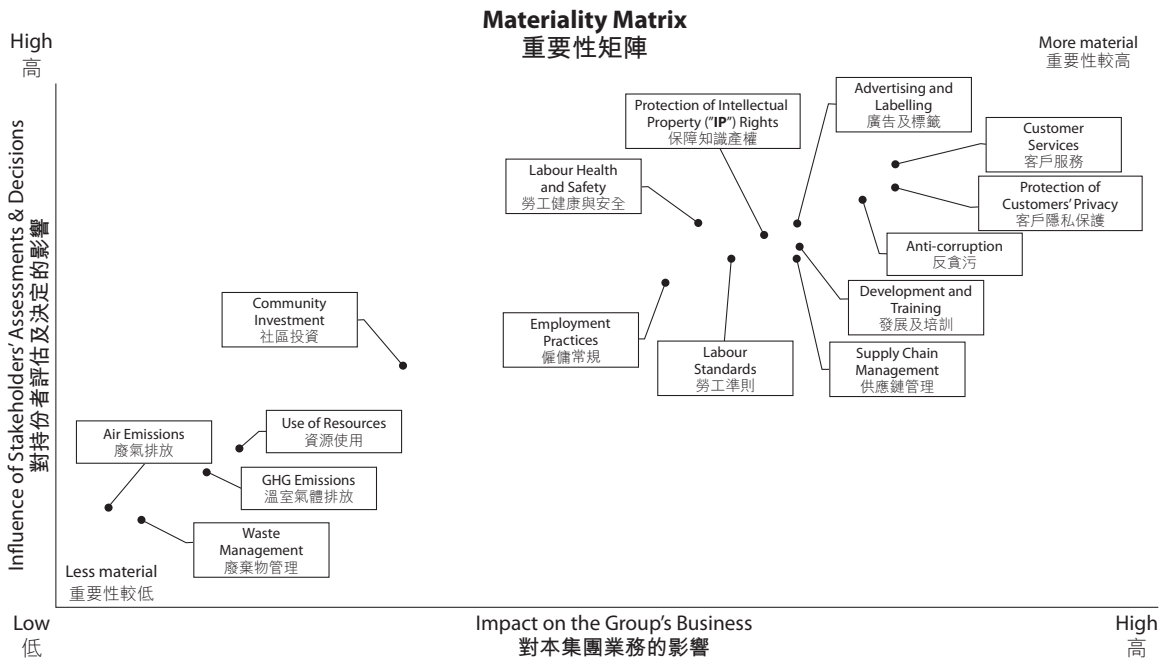 Materiality Matrix
重要性矩陣
High
高
More material
重要性較高
Influence of Stakeholders' Assessments & Decisions
對持份者評估及決定的影響
Advertising and
Labelling
廣告及標籤
Protection of Intellectual
Property ("IP") Rights
保障知識產權
Customer
Services
客戶服務
Labour Health
and Safety
勞工健康與安全
Protection of
Customers' Privacy
客戶隱私保護
Anti-corruption
反貪污
Development and
Training
發展及培訓
Community
Investment
社區投資
Employment
Practices
僱傭常規
Labour
Standards
勞工準則
Supply Chain
Management
供應鏈管理
Use of Resources
資源使用
Air Emissions
廢氣排放
GHG Emissions
溫室氣體排放
Waste
Management
廢棄物管理
Less material
重要性較低
Low
低
Impact on the Group's Business
對本集團業務的影響
High
高